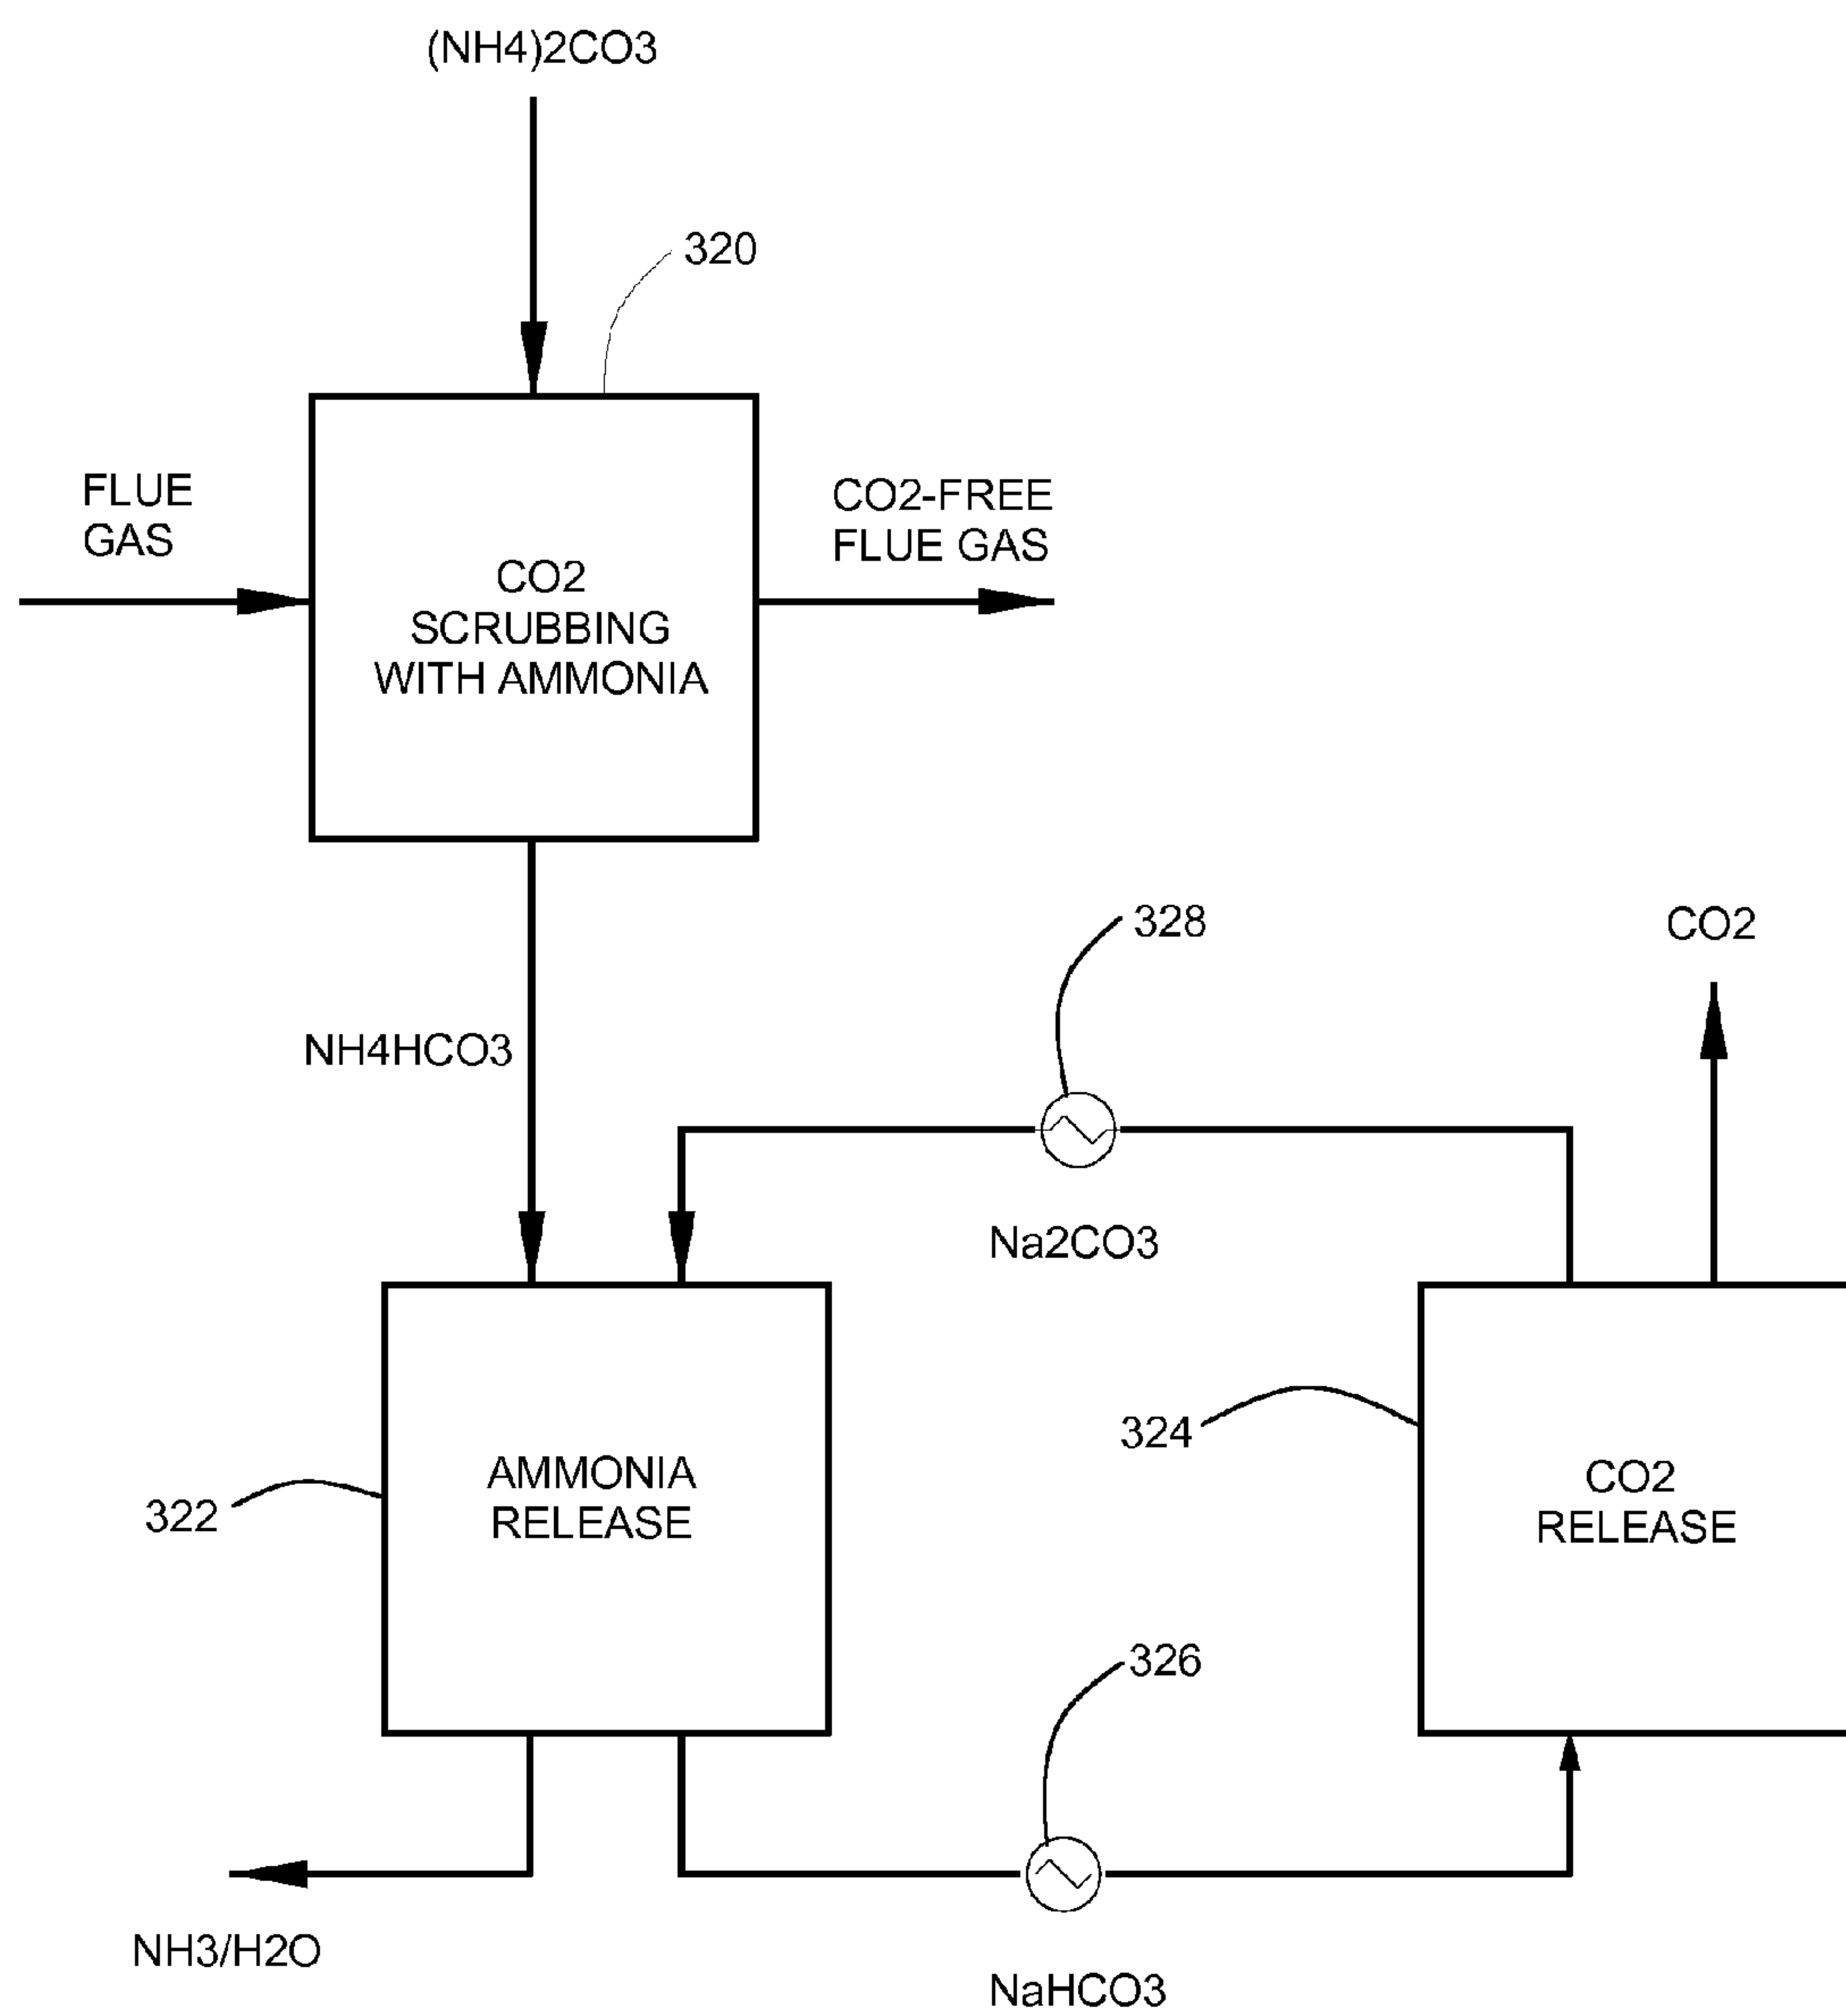 (NH4)2CO3
320
FLUE
GAS
CO2-FREE
FLUE GAS
CO2
SCRUBBING
WITH AMMONIA
328
CO2
NH4HCO3
Na2CO3
324
AMMONIA
RELEASE
CO2
RELEASE
322
326
NH3/H2O
NaHCO3